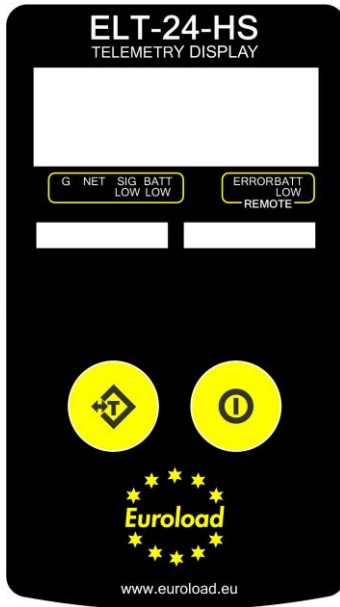 ELT-24-HS
TELEMETRY DISPLAY
G NET SIG BATT ERRORBATT
LOW LOW LOW
REMOTE
T
Euroload
www.euroload.eu